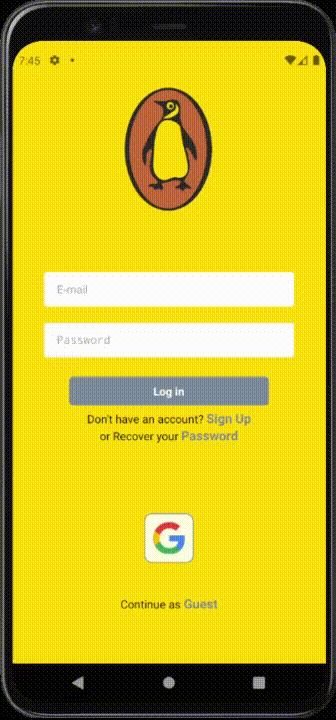 7:45
E-mail
Password
Log in
Don't have an account? Sign Up
or Recover your Password
G
Continue as Guest